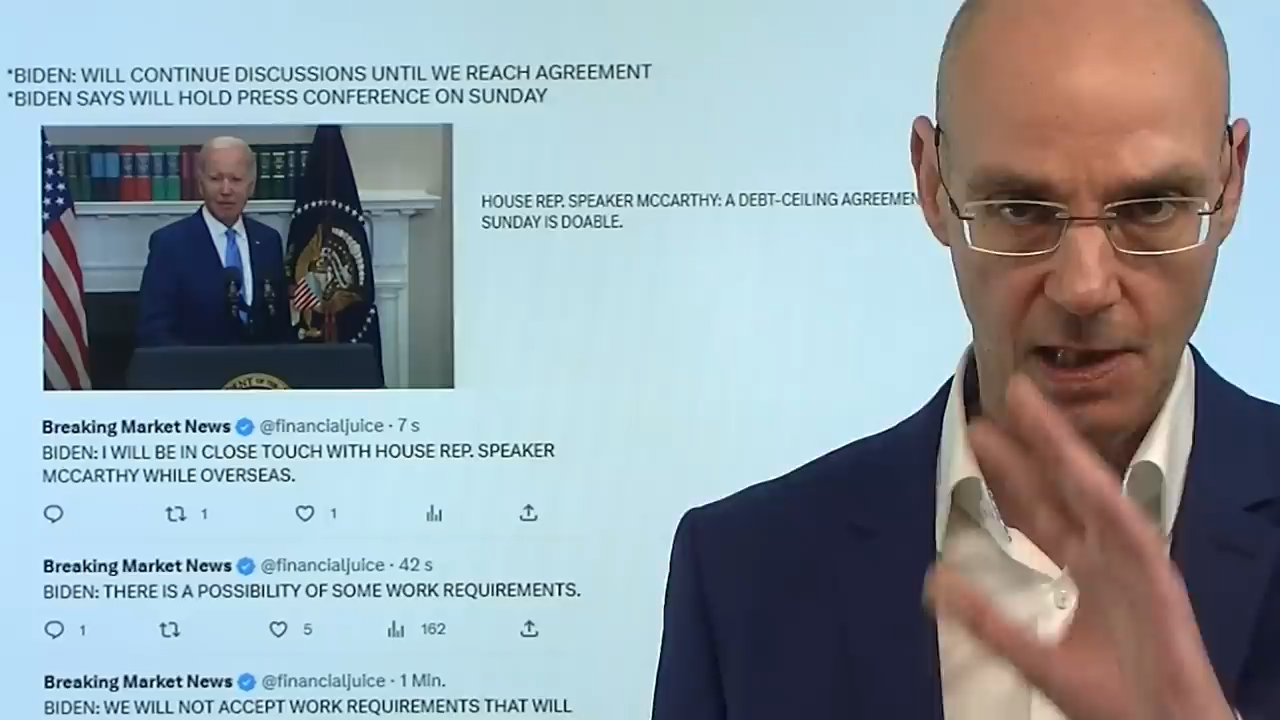 *BIDEN: WILL CONTINUE DISCUSSIONS UNTIL WE REACH AGREEMENT
*BIDEN SAYS WILL HOLD PRESS CONFERENCE ON SUNDAY
HOUSE REP. SPEAKER MCCARTHY: A DEBT-CEILING AGREEMEN
SUNDAY IS DOABLE.
Breaking Market News @financialjuice · 7 s
BIDEN: I WILL BE IN CLOSE TOUCH WITH HOUSE REP. SPEAKER
MCCARTHY WHILE OVERSEAS.
1 1
Breaking Market News @financialjuice · 42 s
BIDEN: THERE IS A POSSIBILITY OF SOME WORK REQUIREMENTS.
1 5 162
Breaking Market News @financialjuice · 1 Min.
BIDEN: WE WILL NOT ACCEPT WORK REQUIREMENTS THAT WILL